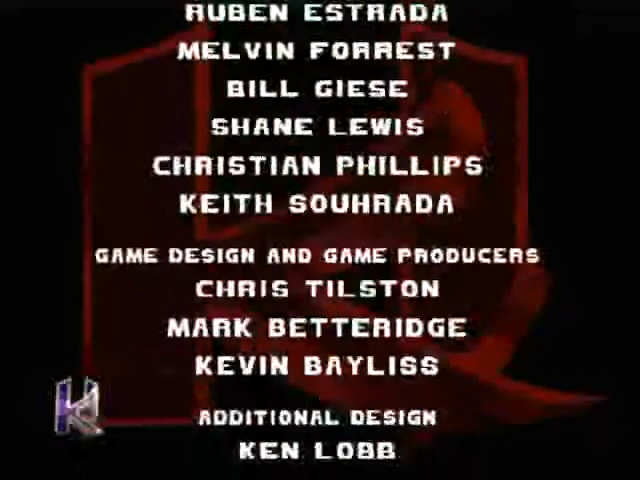 RUBEN ESTRADA
MELVIN FORREST
BILL GIESE
SHANE LEWIS
CHRISTIAN PHILLIPS
KEITH SOUHRADA
GAME DESIGN AND GAME PRODUCERS
CHRIS TILSTON
MARK BETTERIDGE
KEVIN BAYLISS
ADDITIONAL DESIGN
KEN LOBB
K